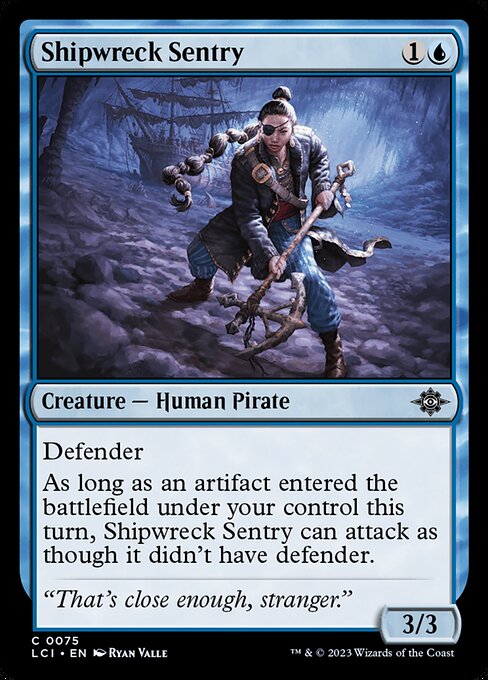 Shipwreck Sentry 1
Creature — Human Pirate
Defender
As long as an artifact entered the
battlefield under your control this
turn, Shipwreck Sentry can attack as
though it didn't have defender.
"That's close enough, stranger."
3/3
C 0075
LCI • EN Ryan Valle
™ & © 2023 Wizards of the Coast